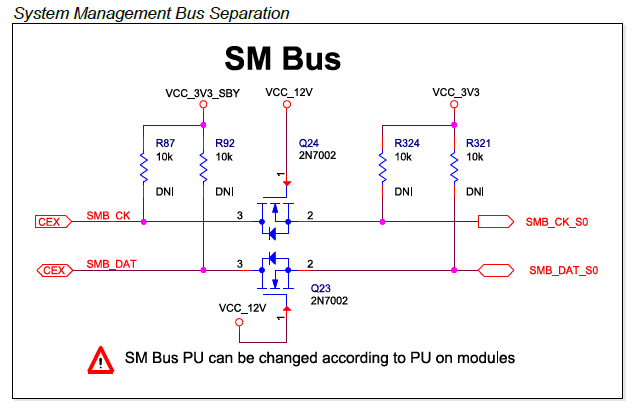 System Management Bus Separation
SM Bus
VCC_3V3_SBY
VCC_12V
VCC_3V3
R87
10k
DNI
R92
10k
DNI
Q24
2N7002
R324
10k
DNI
R321
10k
DNI
1
CEX
SMB_CK
3
2
SMB_CK_S0
CEX
SMB_DAT
3
2
SMB_DAT_S0
Q23
2N7002
VCC_12V
1
! SM Bus PU can be changed according to PU on modules